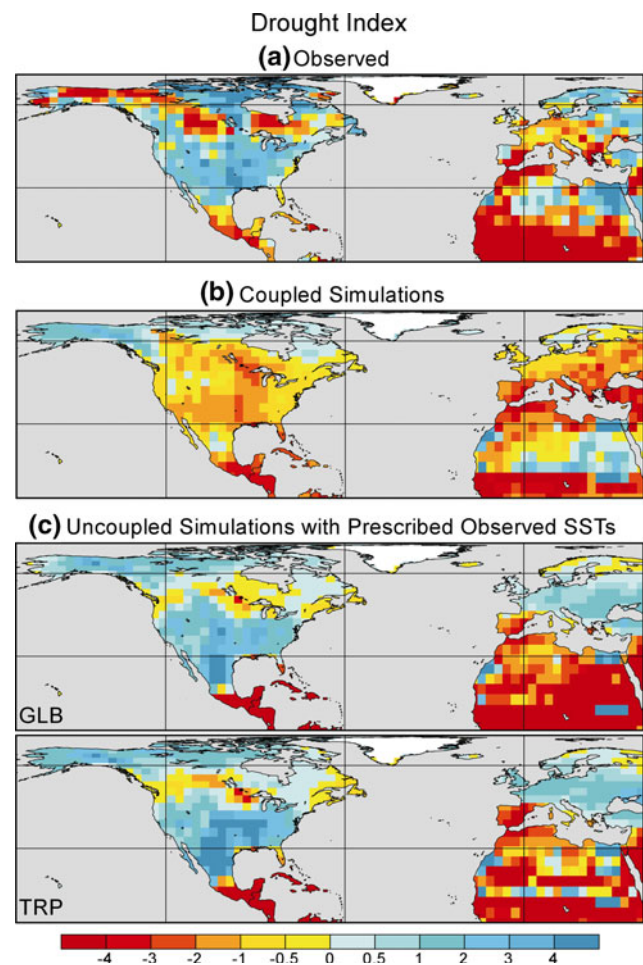 Drought Index
(a) Observed
(b) Coupled Simulations
(c) Uncoupled Simulations with Prescribed Observed SSTs
GLB
TRP
-4 -3 -2 -1 -0.5 0 0.5 1 2 3 4